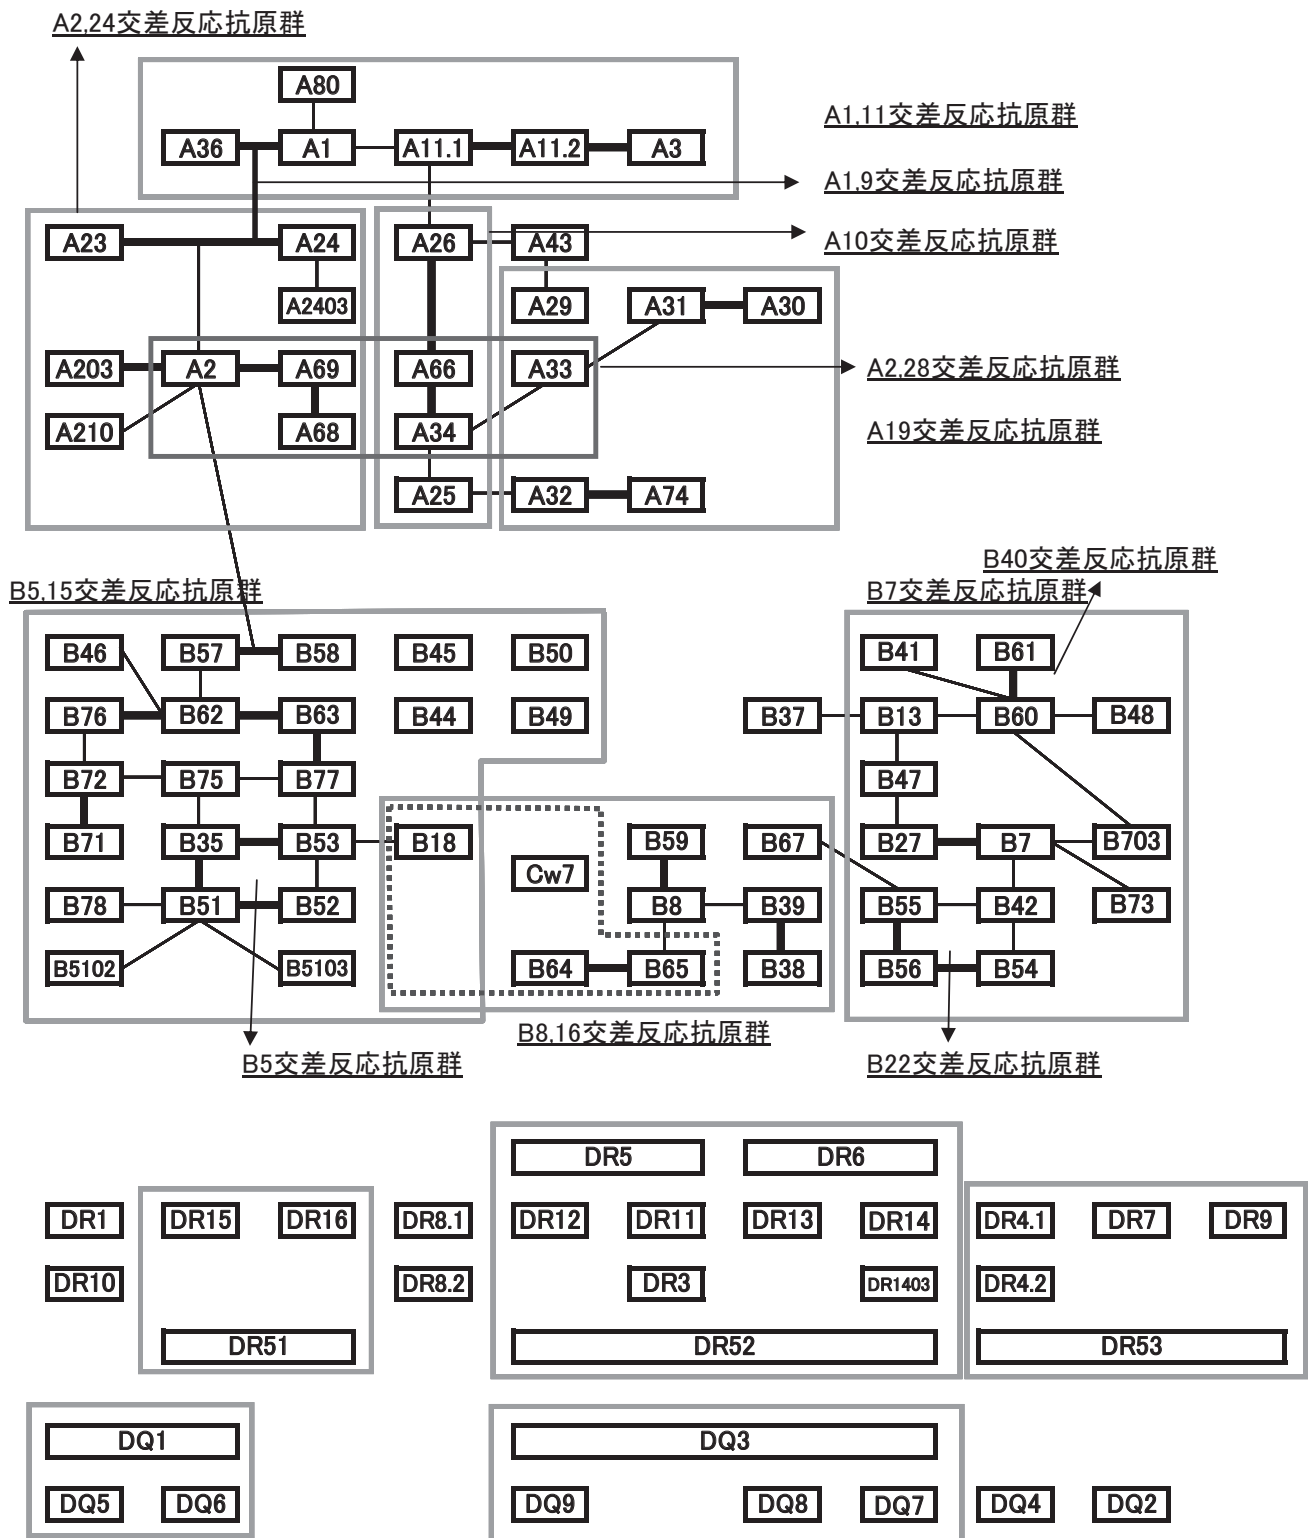 A2,24交差反応抗原群
A80
A1,11交差反応抗原群
A36 A1 A11.1 A11.2 A3
A1,9交差反応抗原群
A23 A24 A26 A43
A10交差反応抗原群
A2403 A29 A31 A30
A203 A2 A69 A66 A33
A2,28交差反応抗原群
A210 A68 A34
A19交差反応抗原群
A25 A32 A74
B40交差反応抗原群
B5,15交差反応抗原群
B7交差反応抗原群
B46 B57 B58 B45 B50 B41 B61
B76 B62 B63 B44 B49 B37 B13 B60 B48
B72 B75 B77 B47
B71 B35 B53 B18 B59 B67 B27 B7 B703
Cw7
B78 B51 B52 B8 B39 B55 B42 B73
B5102 B5103 B64 B65 B38 B56 B54
B8,16交差反応抗原群
B5交差反応抗原群
B22交差反応抗原群
DR5 DR6
DR1 DR15 DR16 DR8.1 DR12 DR11 DR13 DR14 DR4.1 DR7 DR9
DR10 DR8.2 DR3 DR1403 DR4.2
DR51 DR52 DR53
DQ1 DQ3
DQ5 DQ6 DQ9 DQ8 DQ7 DQ4 DQ2